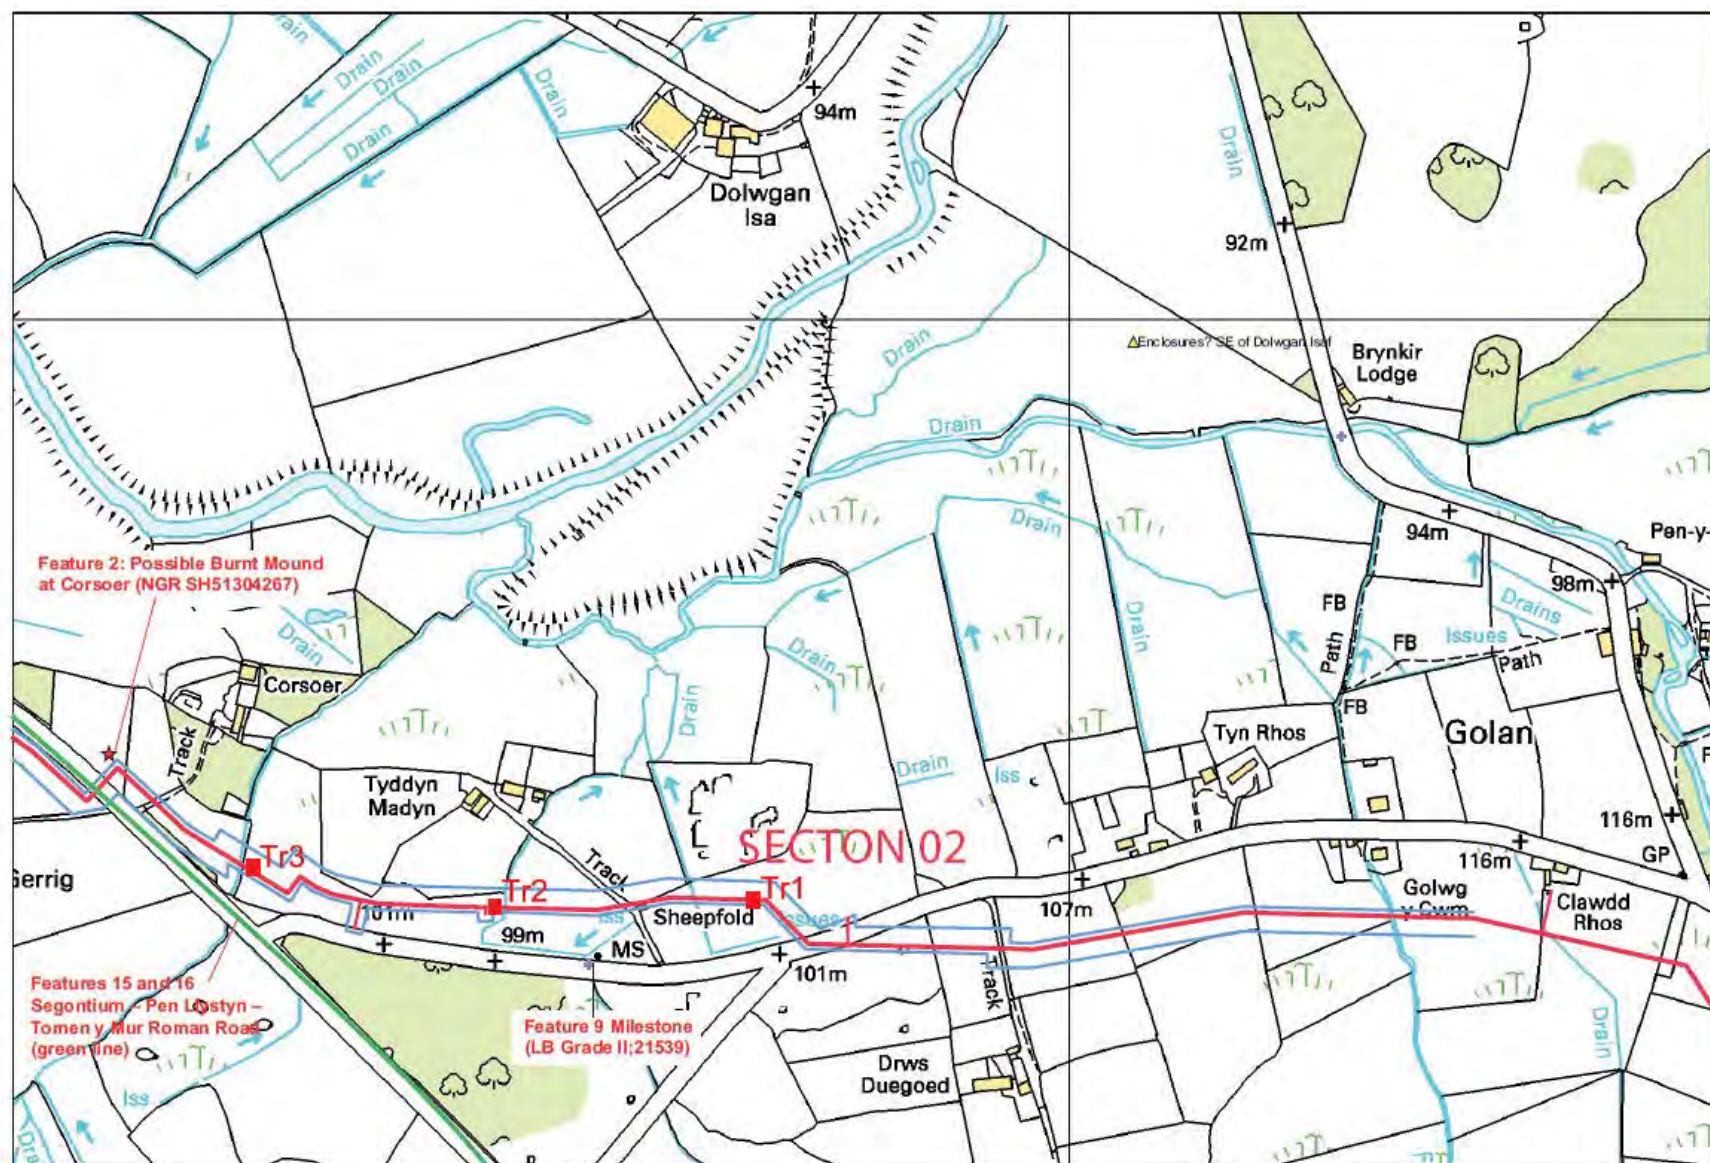 Drain
Drain
Drain
Drain
Drain
94m
Dolwgan
Isa
Drain
92m
Drain
Enclosures? SE of Dolwgan Isaf
Brynkir
Lodge
Drain
Drain
94m
Pen-y-
98m
Feature 2: Possible Burnt Mound
at Corsoer (NGR SH51304267)
Drain
Drain
FB
Drains
Issues
FB
Path
Path
Drain
Corsoer
Drain
FB
Golan
Tyn Rhos
Track
Tyddyn
Madyn
Drain
Iss
SECTON 02
116m
116m
GP
Tr3
Track
Tr2
Tr1
Gerrig
101m
Iss
Sheepfold
Issues
107m
Golwg
y Cwm
Clawdd
Rhos
99m
MS
101m
Track
Features 15 and 16
Segontium – Pen Llystyn –
Tomen y Mur Roman Road
(green line)
Feature 9 Milestone
(LB Grade II;21539)
Drain
Drws
Duegoed
Iss